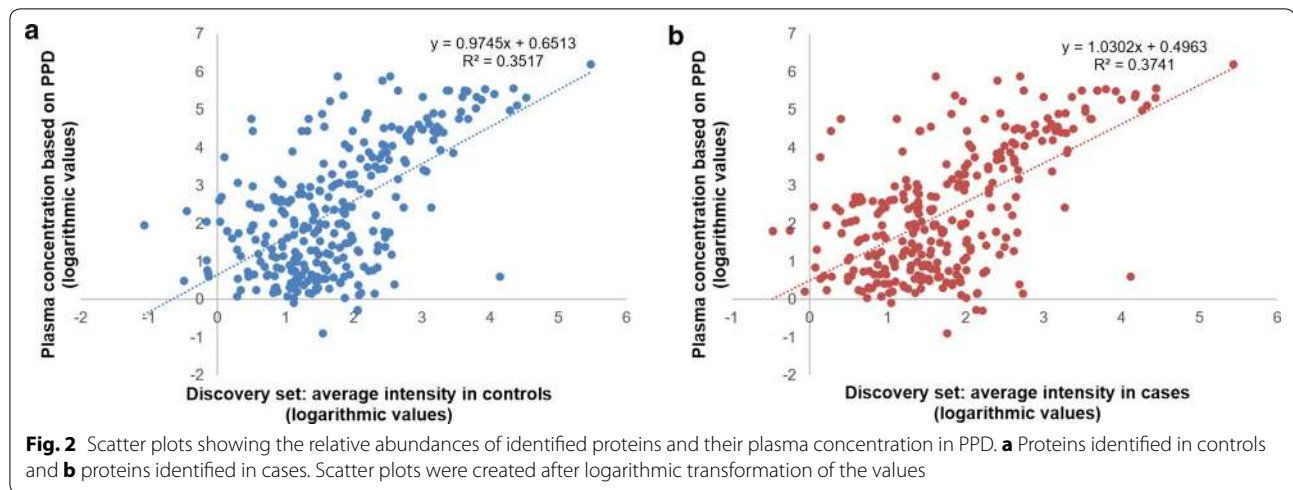 a
Plasma concentration based on PPD
(logarithmic values)
7
6
5
4
3
2
1
0
-1
-2
-2
-1
0
1
2
3
4
5
6
y = 0.9745x + 0.6513
R² = 0.3517
Discovery set: average intensity in controls
(logarithmic values)
b
Plasma concentration based on PPD
(logarithmic values)
7
6
5
4
3
2
1
0
-1
-2
-1
0
1
2
3
4
5
6
y = 1.0302x + 0.4963
R² = 0.3741
Discovery set: average intensity in cases
(logarithmic values)
Fig. 2 Scatter plots showing the relative abundances of identified proteins and their plasma concentration in PPD. a Proteins identified in controls
and b proteins identified in cases. Scatter plots were created after logarithmic transformation of the values